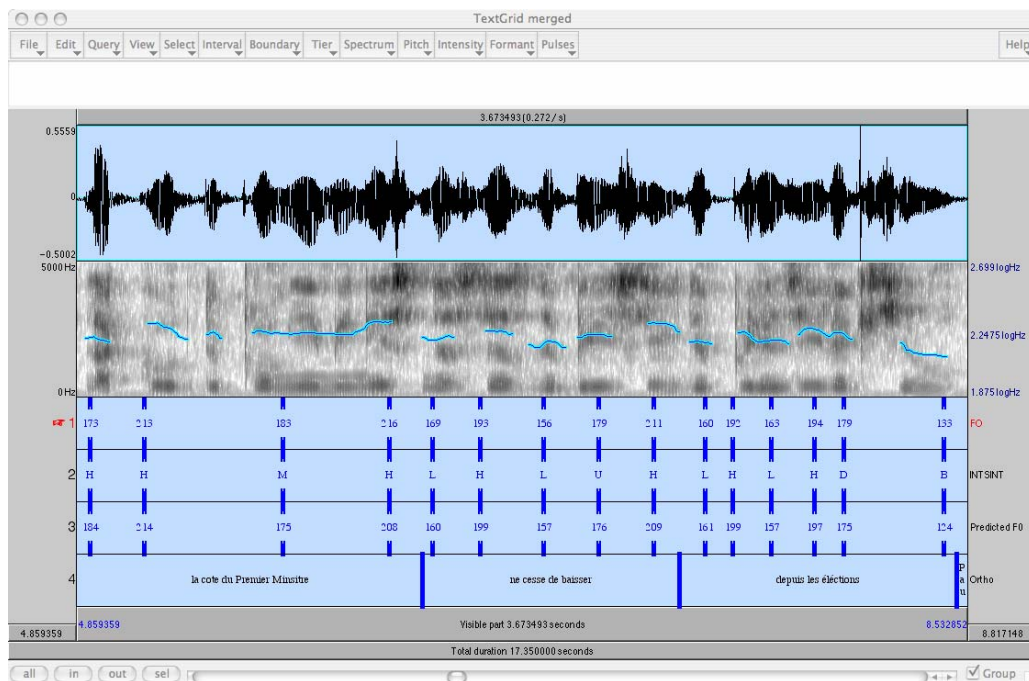 TextGrid merged
File Edit Query View Select Interval Boundary Tier Spectrum Pitch Intensity Formant Pulses Help
3.673493(0.272 / s)
0.5559
0
-0.5002
5000 Hz 2.699 logHz
2.2475 logHz
0 Hz 1.875 logHz
1 173 213 183 216 169 193 156 179 211 160 192 163 194 179 133 F0
2 H H M H L H L U H L H L H D B INTSINT
3 184 214 175 208 160 199 157 176 209 161 199 157 197 175 124 Predicted F0
4 la cote du Premier Minsitre ne cesse de baisser depuis les éléctions Pau Ortho
4.859359 4.859359 Visible part 3.673493 seconds 8.532852 8.817148
Total duration 17.350000 seconds
all in out sel Group